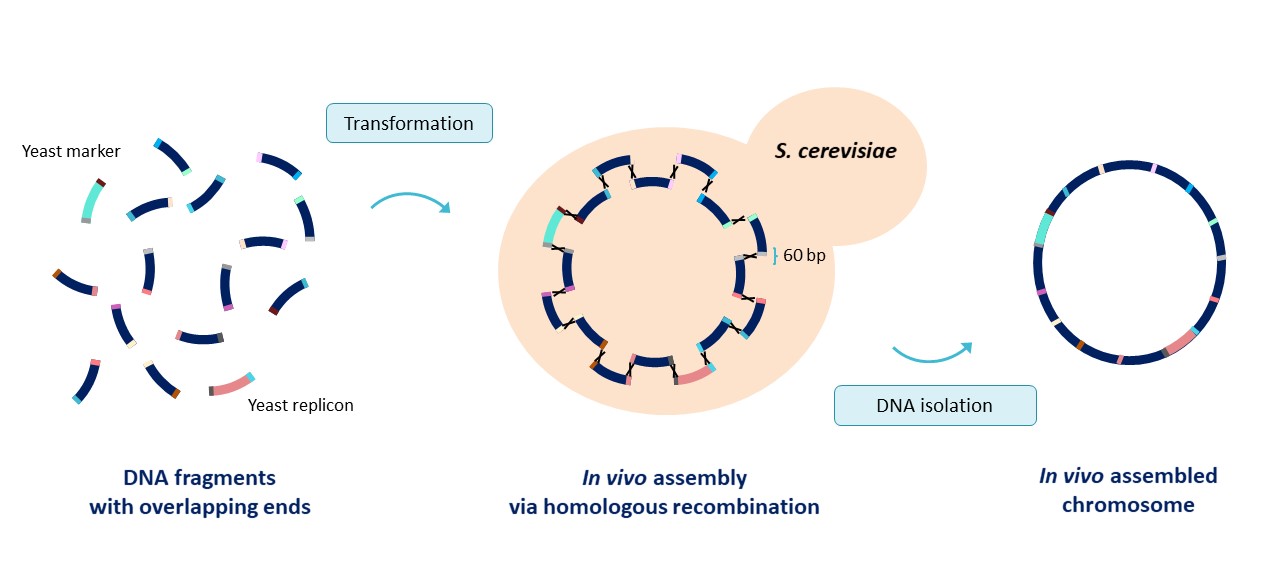 Yeast marker
Transformation
S. cerevisiae
60 bp
Yeast replicon
DNA isolation
DNA fragments
with overlapping ends
In vivo assembly
via homologous recombination
In vivo assembled
chromosome